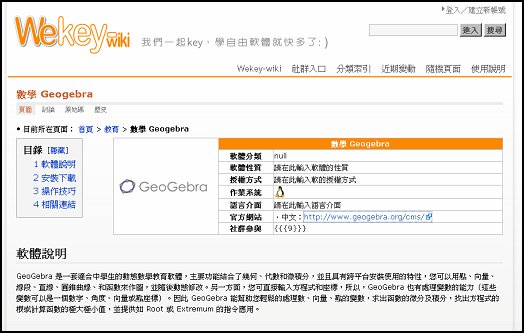 登入／建立新帳號
Wekey wiki
我們一起key，學自由軟體就快多了:)
進入 搜尋
Wekey-wiki 社群入口 分類索引 近期變動 隨機頁面 使用說明
數學 Geogebra
頁面 討論 原始碼 歷史
• 目前所在頁面： 首頁 > 教育 > 數學 Geogebra
目錄 [隱藏]
1 軟體說明
2 安裝下載
3 操作技巧
4 相關連結
GeoGebra
數學 Geogebra
軟體分類 null
軟體性質 請在此輸入軟體的性質
授權方式 請在此輸入軟的授權方式
作業系統
語言介面 請在此輸入語言介面
官方網站 ‧中文：http://www.geogebra.org/cms/
社群參與 {{{9}}}
軟體說明
GeoGebra 是一套適合中學生的動態數學教育軟體，主要功能結合了幾何、代數和微積分，並且具有跨平台安裝使用的特性，您可以用點、向量、
線段、直線、圓錐曲線、和函數來作圖，並隨後動態修改。另一方面，您可直接輸入方程式和座標，所以，GeoGebra 也有處理變數的能力（這些
變數可以是一個數字、角度、向量或點座標）。因此 GeoGebra 能幫助您輕鬆的處理數、向量、點的變數，求出函數的微分及積分，找出方程式的
根或計算函數的極大極小值，並提供如 Root 或 Extremum 的指令應用。